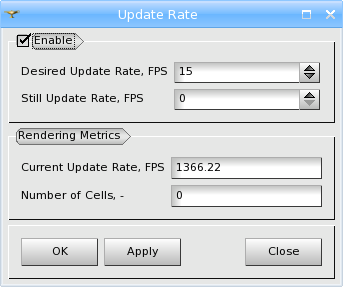 Update Rate
Enable
Desired Update Rate, FPS 15
Still Update Rate, FPS 0
Rendering Metrics
Current Update Rate, FPS 1366.22
Number of Cells, - 0
OK Apply Close